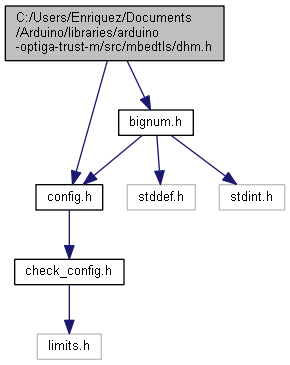 C:/Users/Enriquez/Documents
/Arduino/libraries/arduino
-optiga-trust-m/src/mbedtls/dhm.h
bignum.h
config.h
stddef.h
stdint.h
check_config.h
limits.h